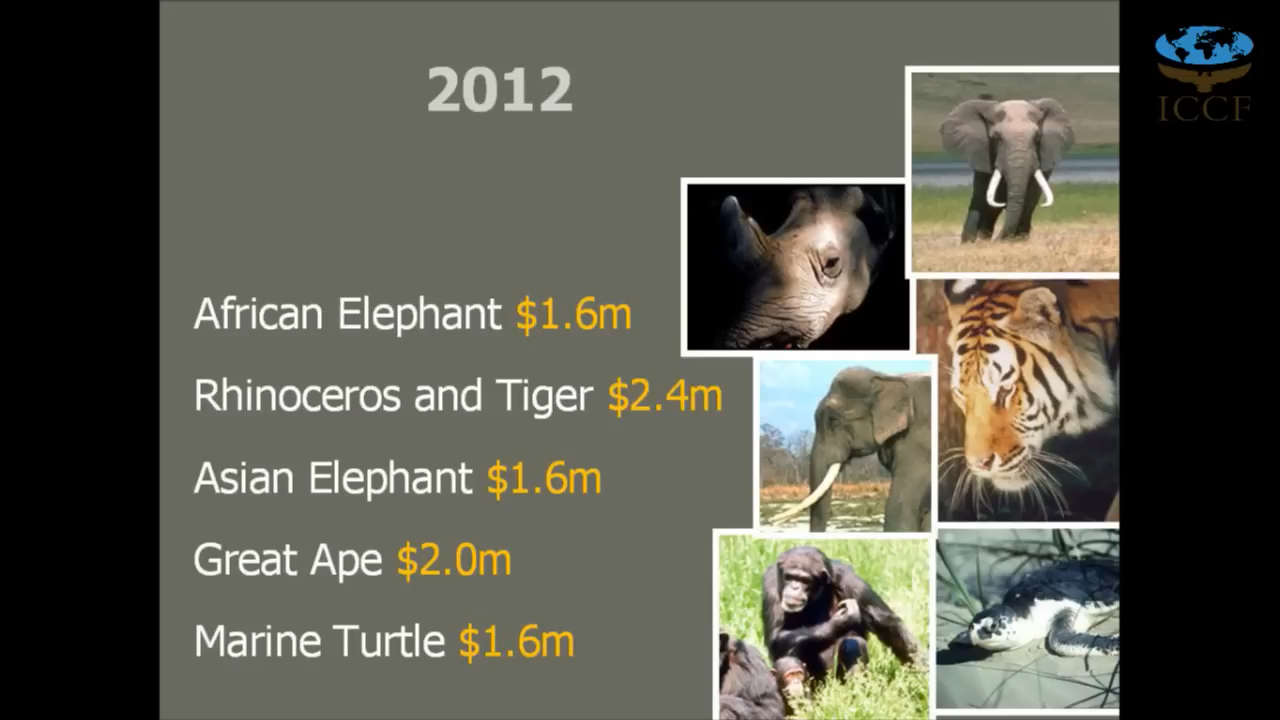 2012
ICCF
African Elephant $1.6m
Rhinoceros and Tiger $2.4m
Asian Elephant $1.6m
Great Ape $2.0m
Marine Turtle $1.6m